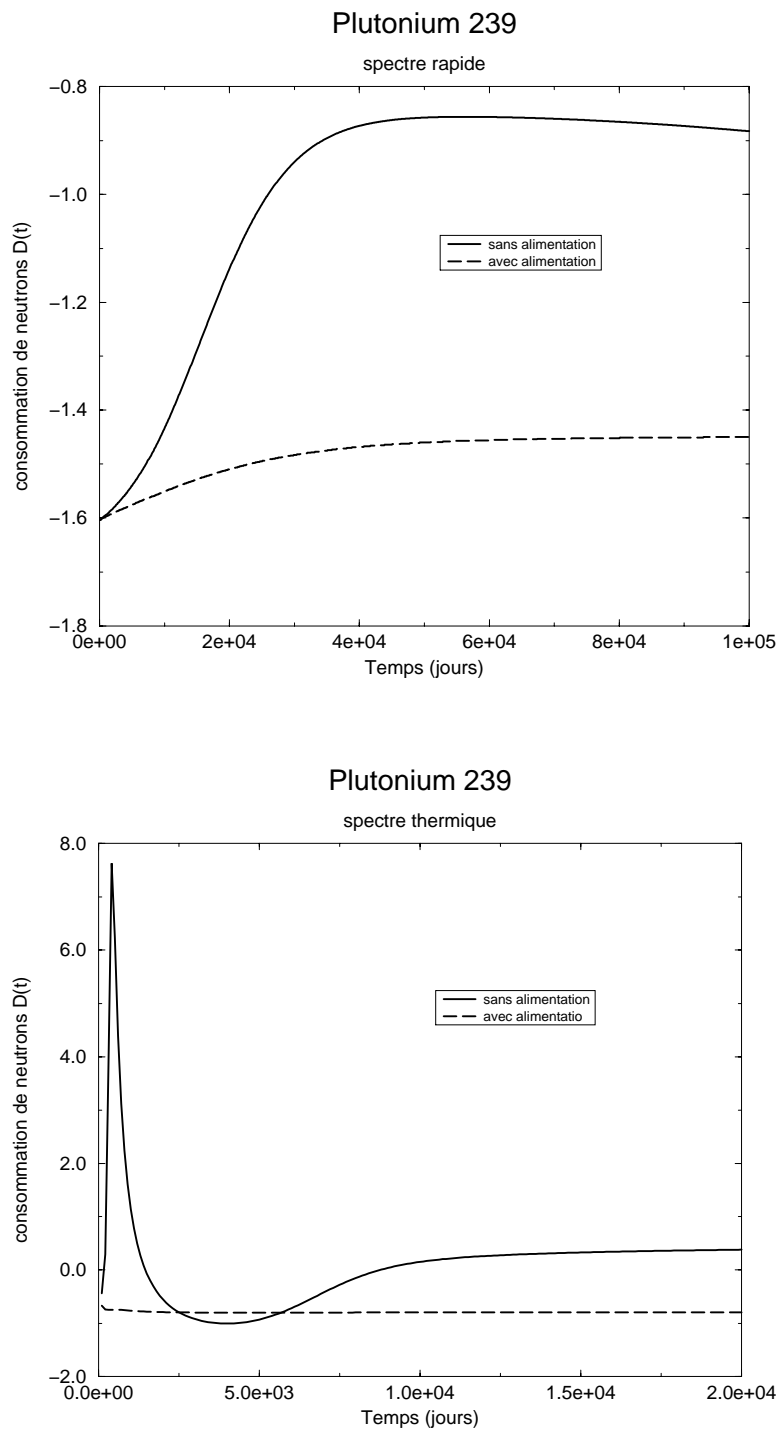 Plutonium 239
spectre rapide
−0.8
−1.0
−1.2
−1.4
−1.6
−1.8
consommation de neutrons D(t)
sans alimentation
avec alimentation
0e+00 2e+04 4e+04 6e+04 8e+04 1e+05
Temps (jours)
Plutonium 239
spectre thermique
8.0
6.0
4.0
2.0
0.0
−2.0
consommation de neutrons D(t)
sans alimentation
avec alimentatio
0.0e+00 5.0e+03 1.0e+04 1.5e+04 2.0e+04
Temps (jours)